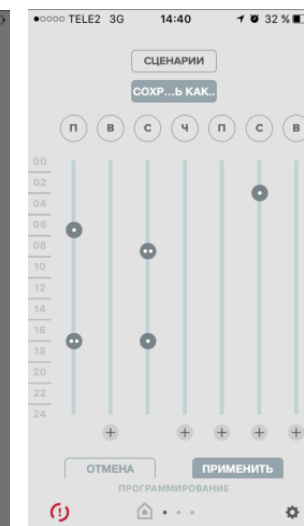 TELE2 3G 14:40 32 %
СЦЕНАРИИ
СОХР...Ь КАК..
П В С Ч П С В
00
02
04
06
08
10
12
14
16
18
20
22
24
+ + + + +
ОТМЕНА ПРИМЕНИТЬ
ПРОГРАММИРОВАНИЕ